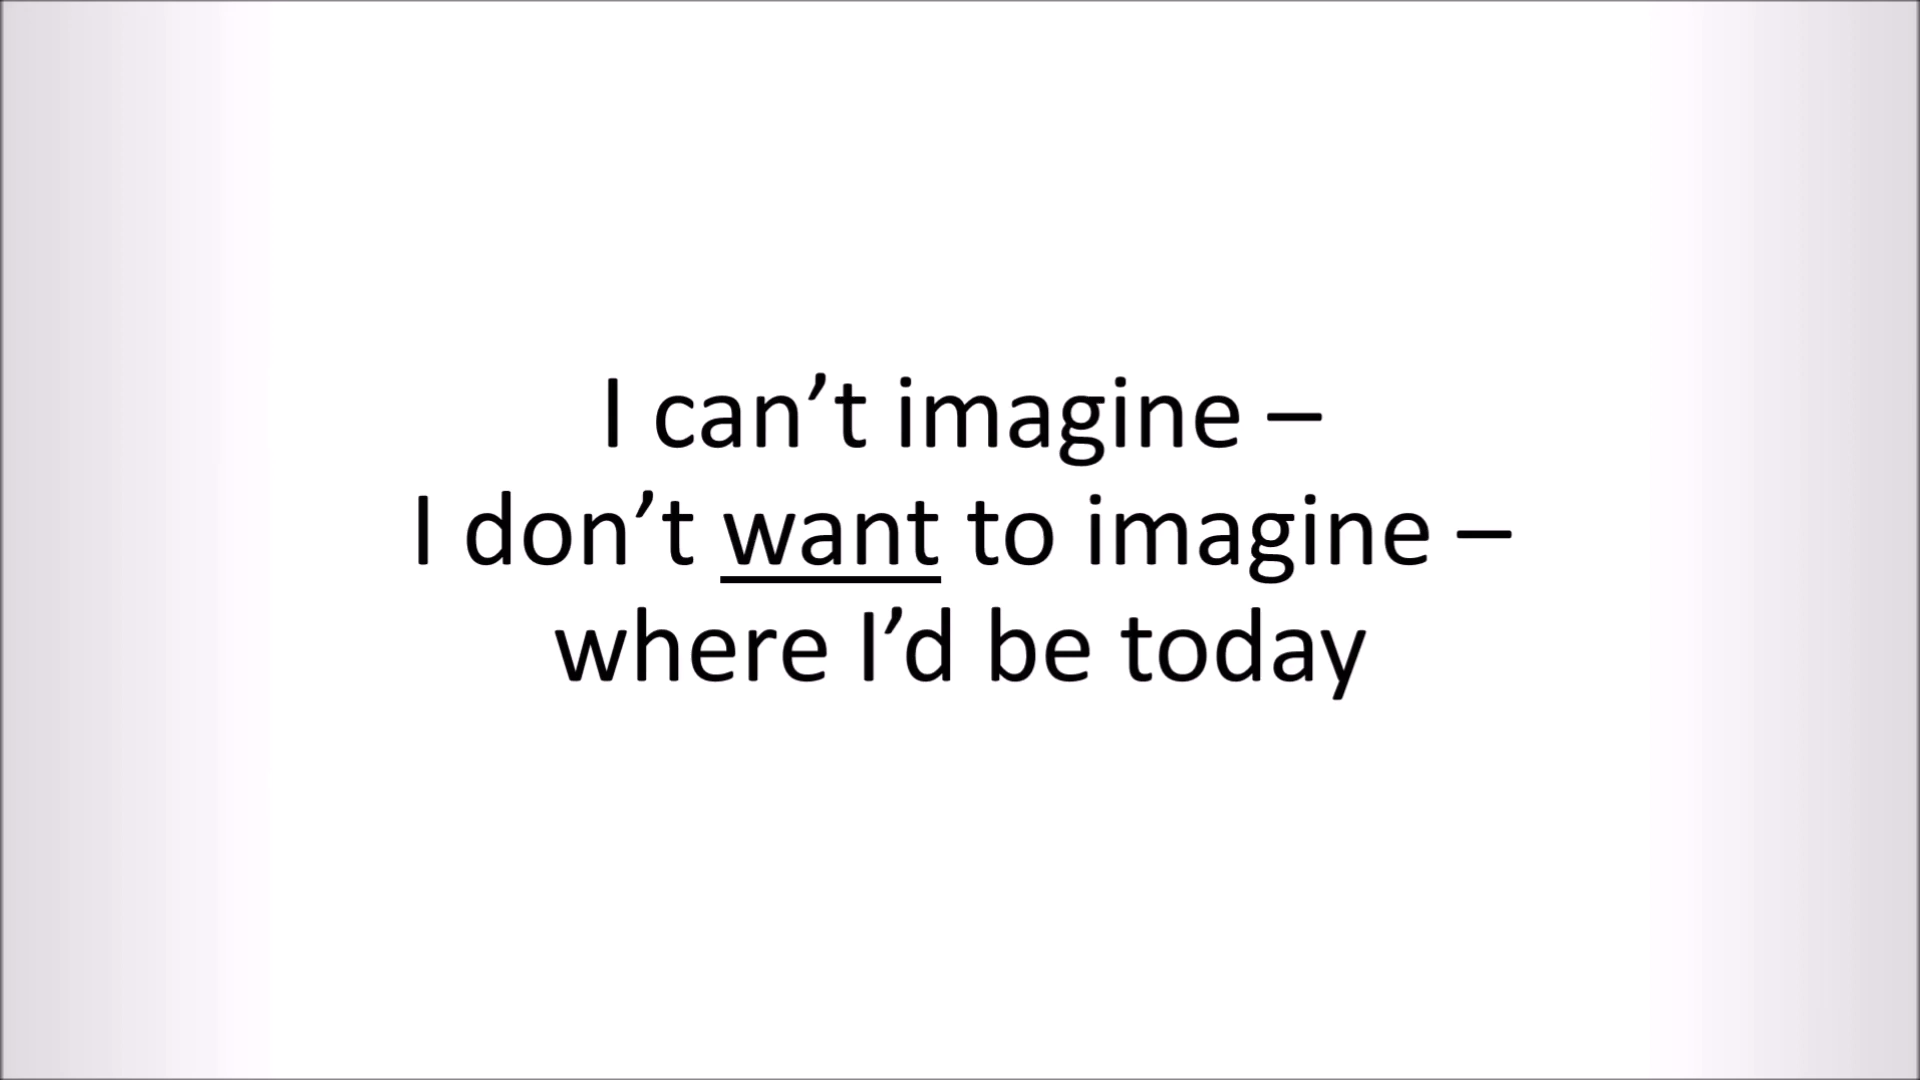 I can’t imagine –
I don’t want to imagine –
where I’d be today